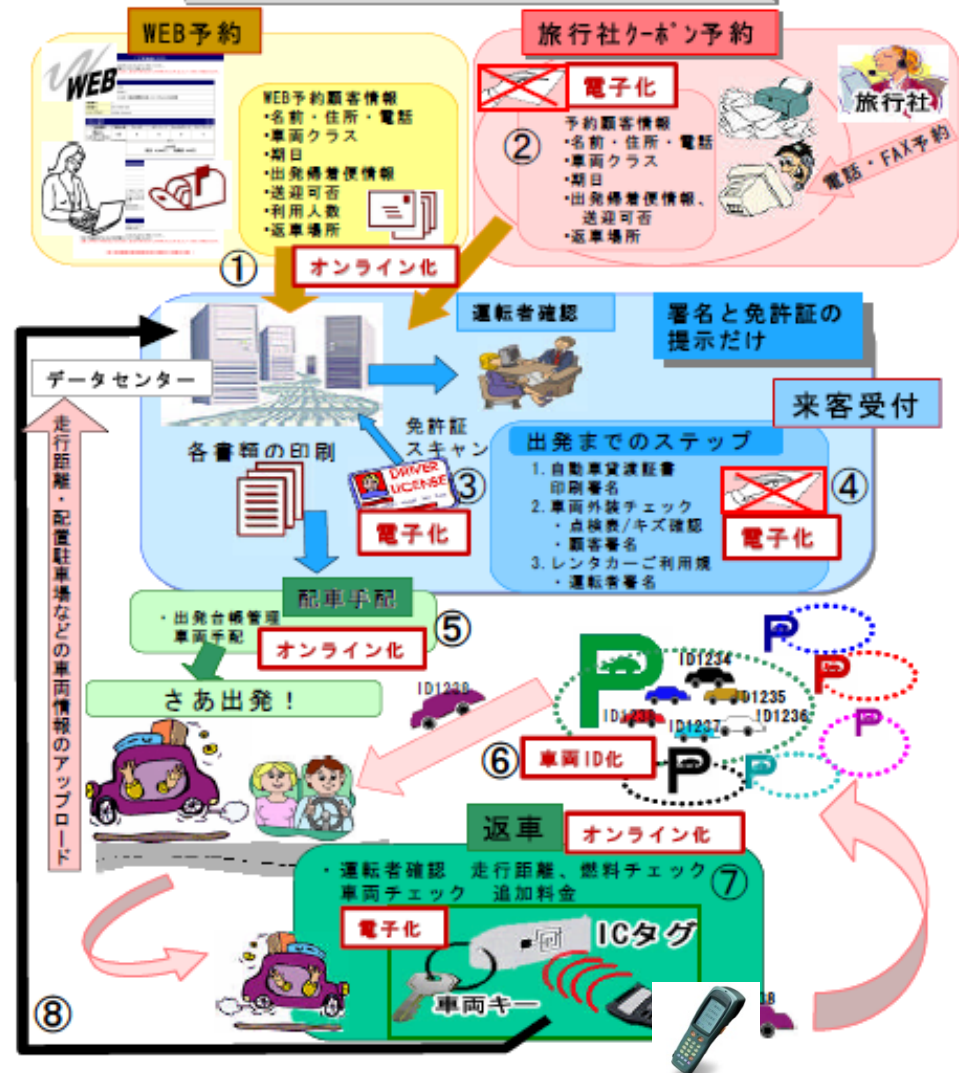 WEB予約
WEB
WEB予約顧客情報
・名前・住所・電話
・車両クラス
・期日
・出発帰着便情報
・送迎可否
・利用人数
・返車場所
①
オンライン化
旅行社クーポン予約
電子化
②
予約顧客情報
・名前・住所・電話
・車両クラス
・期日
・出発帰着便情報、
送迎可否
・返車場所
旅行社
電話・FAX予約
データセンター
運転者確認
署名と免許証の
提示だけ
来客受付
各書類の印刷
免許証
スキャン
DRIVER
LICENSE
③
電子化
出発までのステップ
1. 自動車貸渡証書
印刷署名
2. 車両外装チェック
・点検表/キズ確認
・顧客署名
3. レンタカーご利用規
・運転者署名
④
電子化
走行距離・配置駐車場などの車両情報のアップロード
配車手配
・出発台帳管理
車両手配
⑤
オンライン化
さあ出発！
P
ID1234
ID1235
ID1236
ID1237
P
P
P
P
P
⑥
車両ID化
返車
オンライン化
・運転者確認 走行距離、燃料チェック
車両チェック 追加料金
⑦
電子化
ICタグ
車両キー
⑧